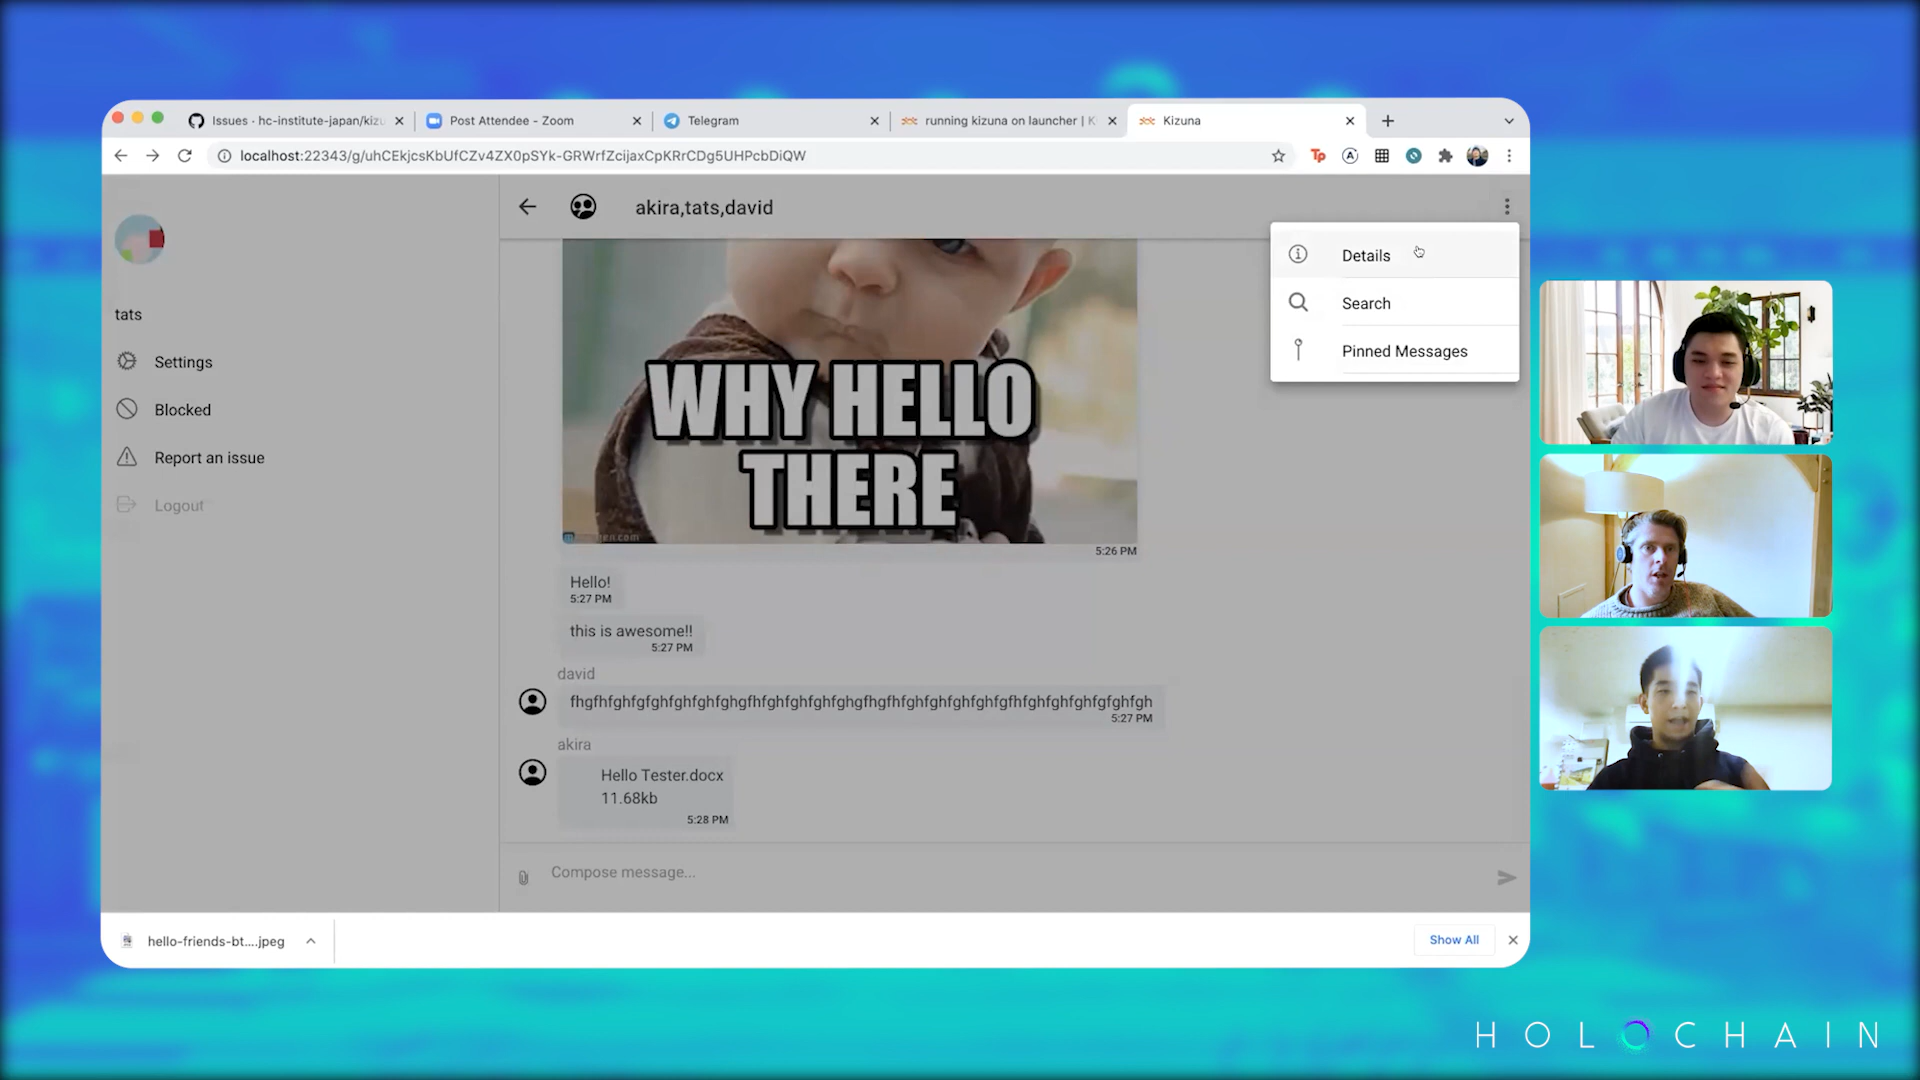 Issues · hc-institute-japan/kizu
Post Attendee - Zoom
Telegram
running kizuna on launcher | K
Kizuna
localhost:22343/g/uhCEkjcsKbUfCZv4ZX0pSYk-GRWrfZcijaxCpKRrCDg5UHPcbDiQW
Tp
akira,tats,david
Details
Search
Pinned Messages
tats
Settings
Blocked
Report an issue
Logout
WHY HELLO
THERE
5:26 PM
Hello!
5:27 PM
this is awesome!!
5:27 PM
david
fhgfhfghfgfghfghfghfghgfhfghfghfghfghgfhgfhfghfghfghfghfgfhfghfghfghfgfghfgh
5:27 PM
akira
Hello Tester.docx
11.68kb
5:28 PM
Compose message...
hello-friends-bt....jpeg
Show All
HOLOCHAIN